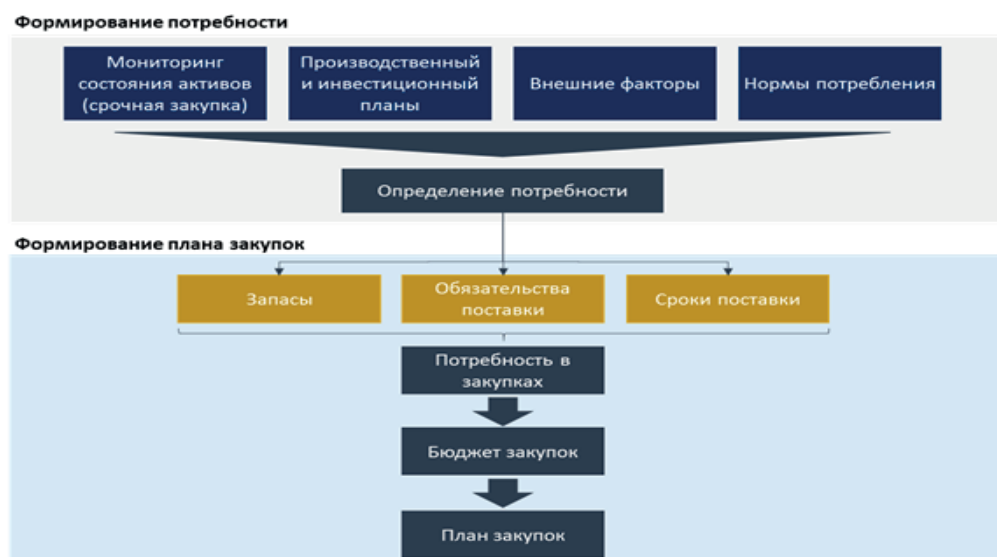 Формирование потребности
Мониторинг
состояния активов
(срочная закупка)
Производственный
и инвестиционный
планы
Внешние факторы
Нормы потребления
Определение потребности
Формирование плана закупок
Запасы
Обязательства
поставки
Сроки поставки
Потребность в
закупках
Бюджет закупок
План закупок